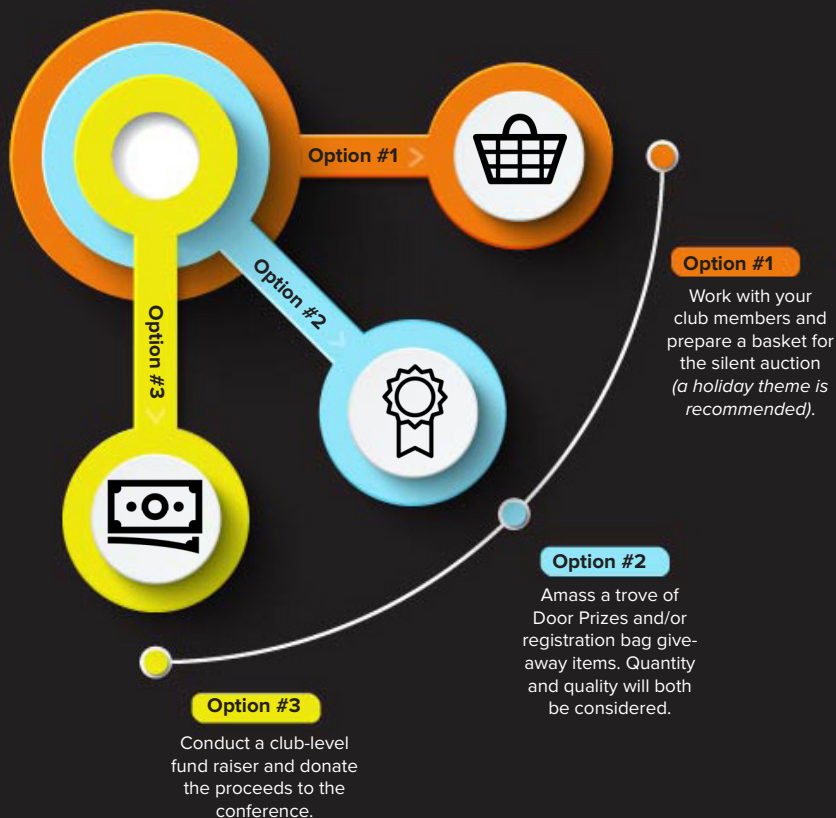 Option #1
Option #2
Option #3
Option #1
Work with your
club members and
prepare a basket for
the silent auction
(a holiday theme is
recommended).
Option #2
Amass a trove of
Door Prizes and/or
registration bag give-
away items. Quantity
and quality will both
be considered.
Option #3
Conduct a club-level
fund raiser and donate
the proceeds to the
conference.